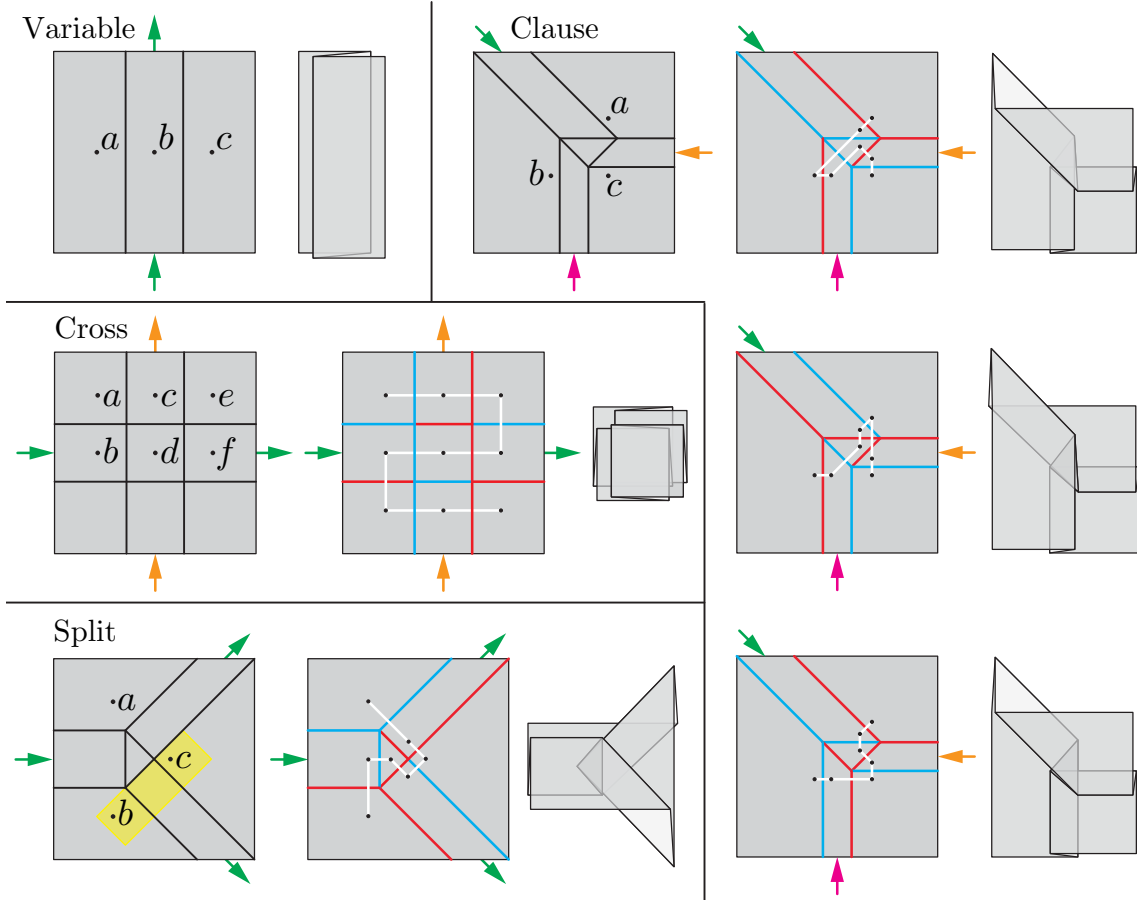 Variable
a b c
Clause
a
b
c
Cross
a c e
b d f
Split
a
c
b